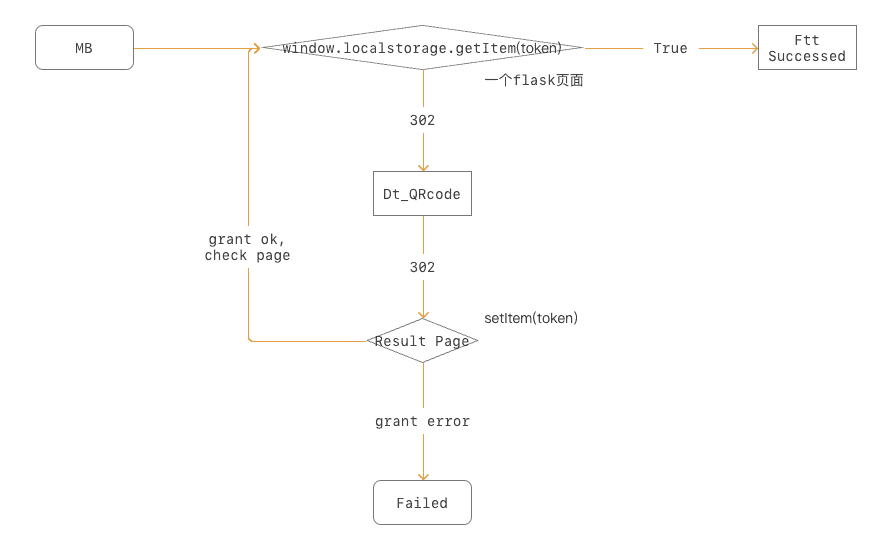 MB
window.localstorage.getItem(token)
True
Ftt
Successed
一个flask页面
302
Dt_QRcode
grant ok,
check page
302
setItem(token)
Result Page
grant error
Failed